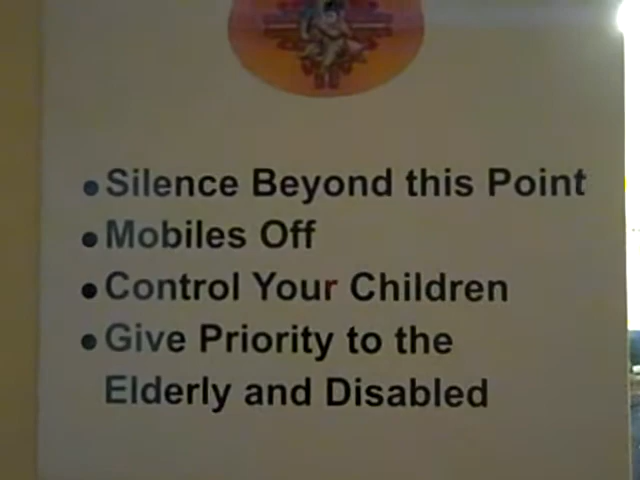 • Silence Beyond this Point
• Mobiles Off
• Control Your Children
• Give Priority to the
Elderly and Disabled